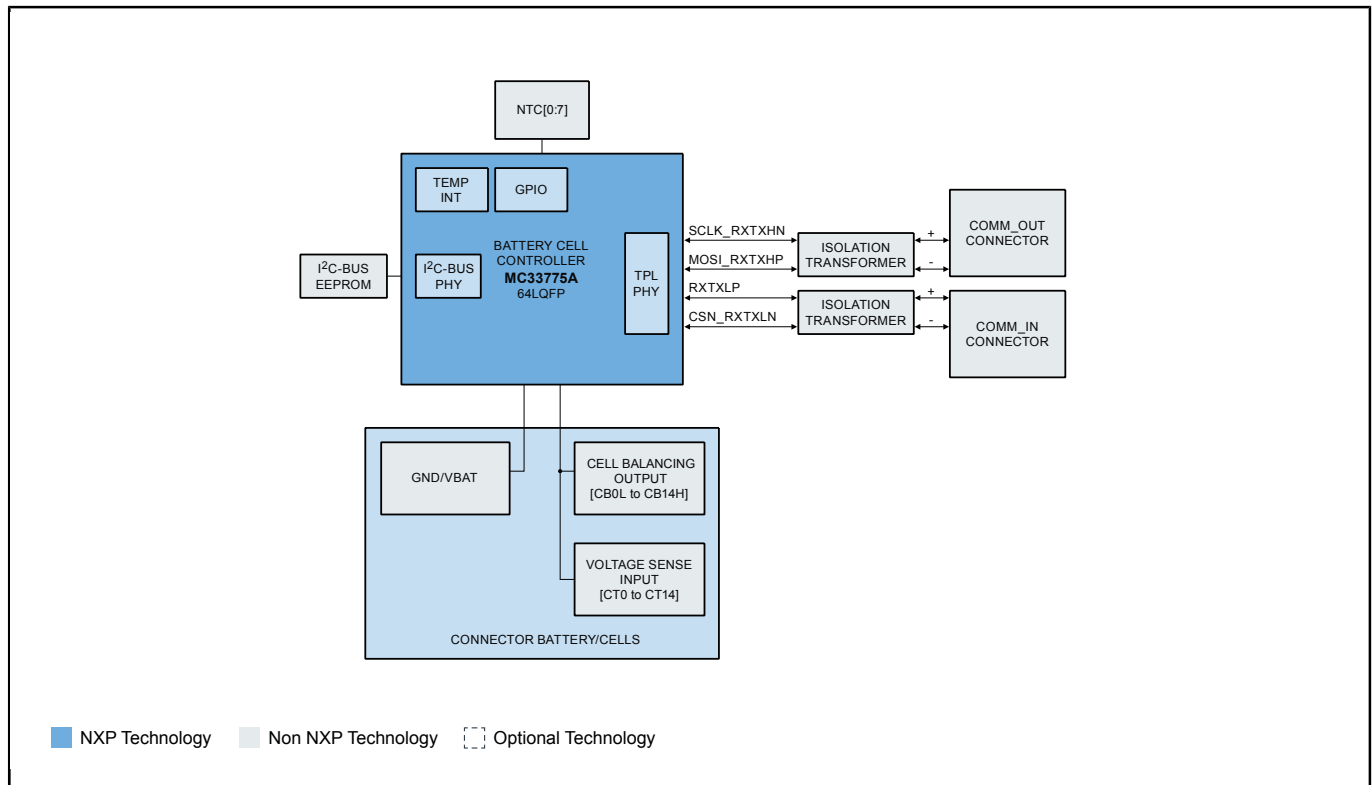 NTC[0:7]
TEMP
INT
GPIO
BATTERY CELL
CONTROLLER
MC33775A
64LQFP
I²C-BUS
EEPROM
I²C-BUS
PHY
TPL
PHY
SCLK_RXTXHN
MOSI_RXTXHP
RXTXLP
CSN_RXTXLN
ISOLATION
TRANSFORMER
+
-
COMM_OUT
CONNECTOR
ISOLATION
TRANSFORMER
+
-
COMM_IN
CONNECTOR
GND/VBAT
CELL BALANCING
OUTPUT
[CB0L to CB14H]
VOLTAGE SENSE
INPUT
[CT0 to CT14]
CONNECTOR BATTERY/CELLS
NXP Technology
Non NXP Technology
Optional Technology